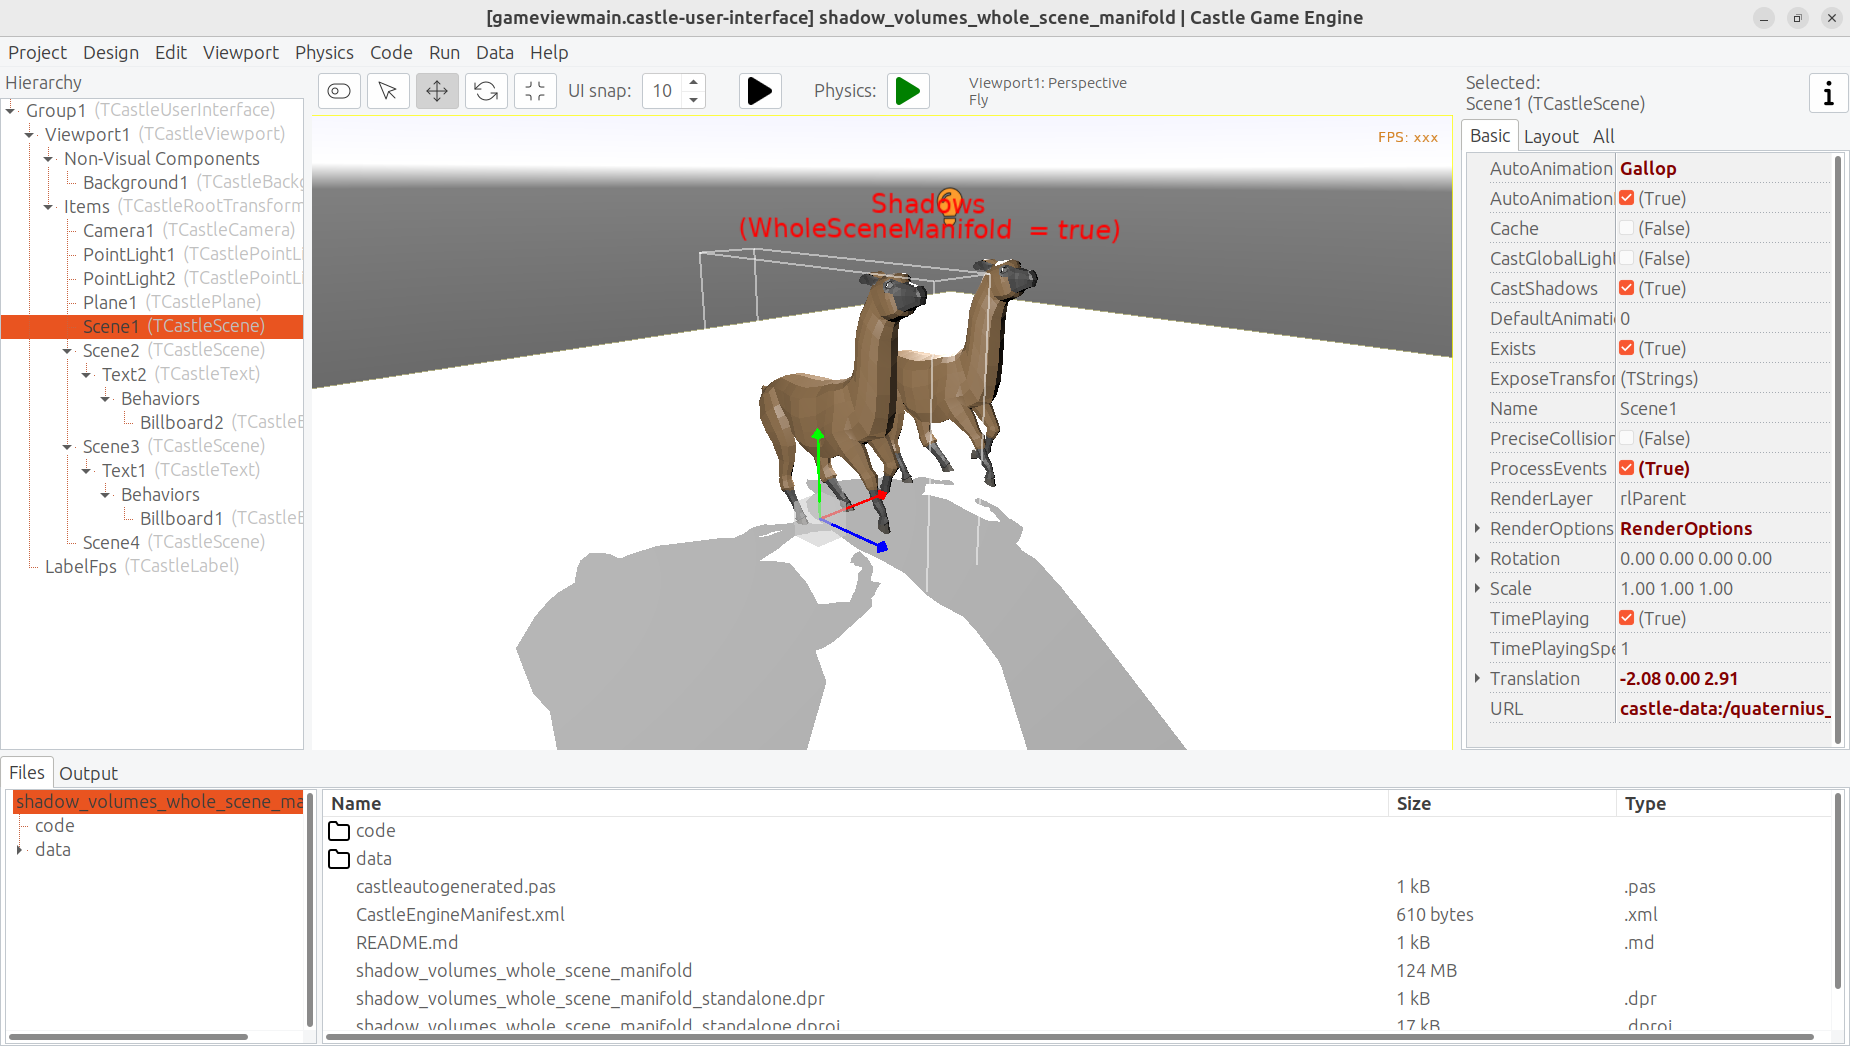 [gameviewmain.castle-user-interface] shadow_volumes_whole_scene_manifold | Castle Game Engine
Project Design Edit Viewport Physics Code Run Data Help
Hierarchy
Group1 (TCastleUserInterface)
Viewport1 (TCastleViewport)
Non-Visual Components
Background1 (TCastleBackg
Items (TCastleRootTransform
Camera1 (TCastleCamera)
PointLight1 (TCastlePointLi
PointLight2 (TCastlePointLi
Plane1 (TCastlePlane)
Scene1 (TCastleScene)
Scene2 (TCastleScene)
Text2 (TCastleText)
Behaviors
Billboard2 (TCastleE
Scene3 (TCastleScene)
Text1 (TCastleText)
Behaviors
Billboard1 (TCastleE
Scene4 (TCastleScene)
LabelFps (TCastleLabel)
UI snap: 10 Physics:
Viewport1: Perspective
Fly
FPS: xxx
Shadows
(WholeSceneManifold = true)
Selected:
Scene1 (TCastleScene)
i
Basic Layout All
AutoAnimation Gallop
AutoAnimation (True)
Cache (False)
CastGlobalLight (False)
CastShadows (True)
DefaultAnimati 0
Exists (True)
ExposeTransfor (TStrings)
Name Scene1
PreciseCollision (False)
ProcessEvents (True)
RenderLayer rlParent
RenderOptions RenderOptions
Rotation 0.00 0.00 0.00 0.00
Scale 1.00 1.00 1.00
TimePlaying (True)
TimePlayingSpe 1
Translation -2.08 0.00 2.91
URL castle-data:/quaternius_
Files Output
shadow_volumes_whole_scene_ma
code
data
Name Size Type
code
data
castleautogenerated.pas 1 kB .pas
CastleEngineManifest.xml 610 bytes .xml
README.md 1 kB .md
shadow_volumes_whole_scene_manifold 124 MB
shadow_volumes_whole_scene_manifold_standalone.dpr 1 kB .dpr
shadow_volumes_whole_scene_manifold_standalone.dproj 17 kB .dproj